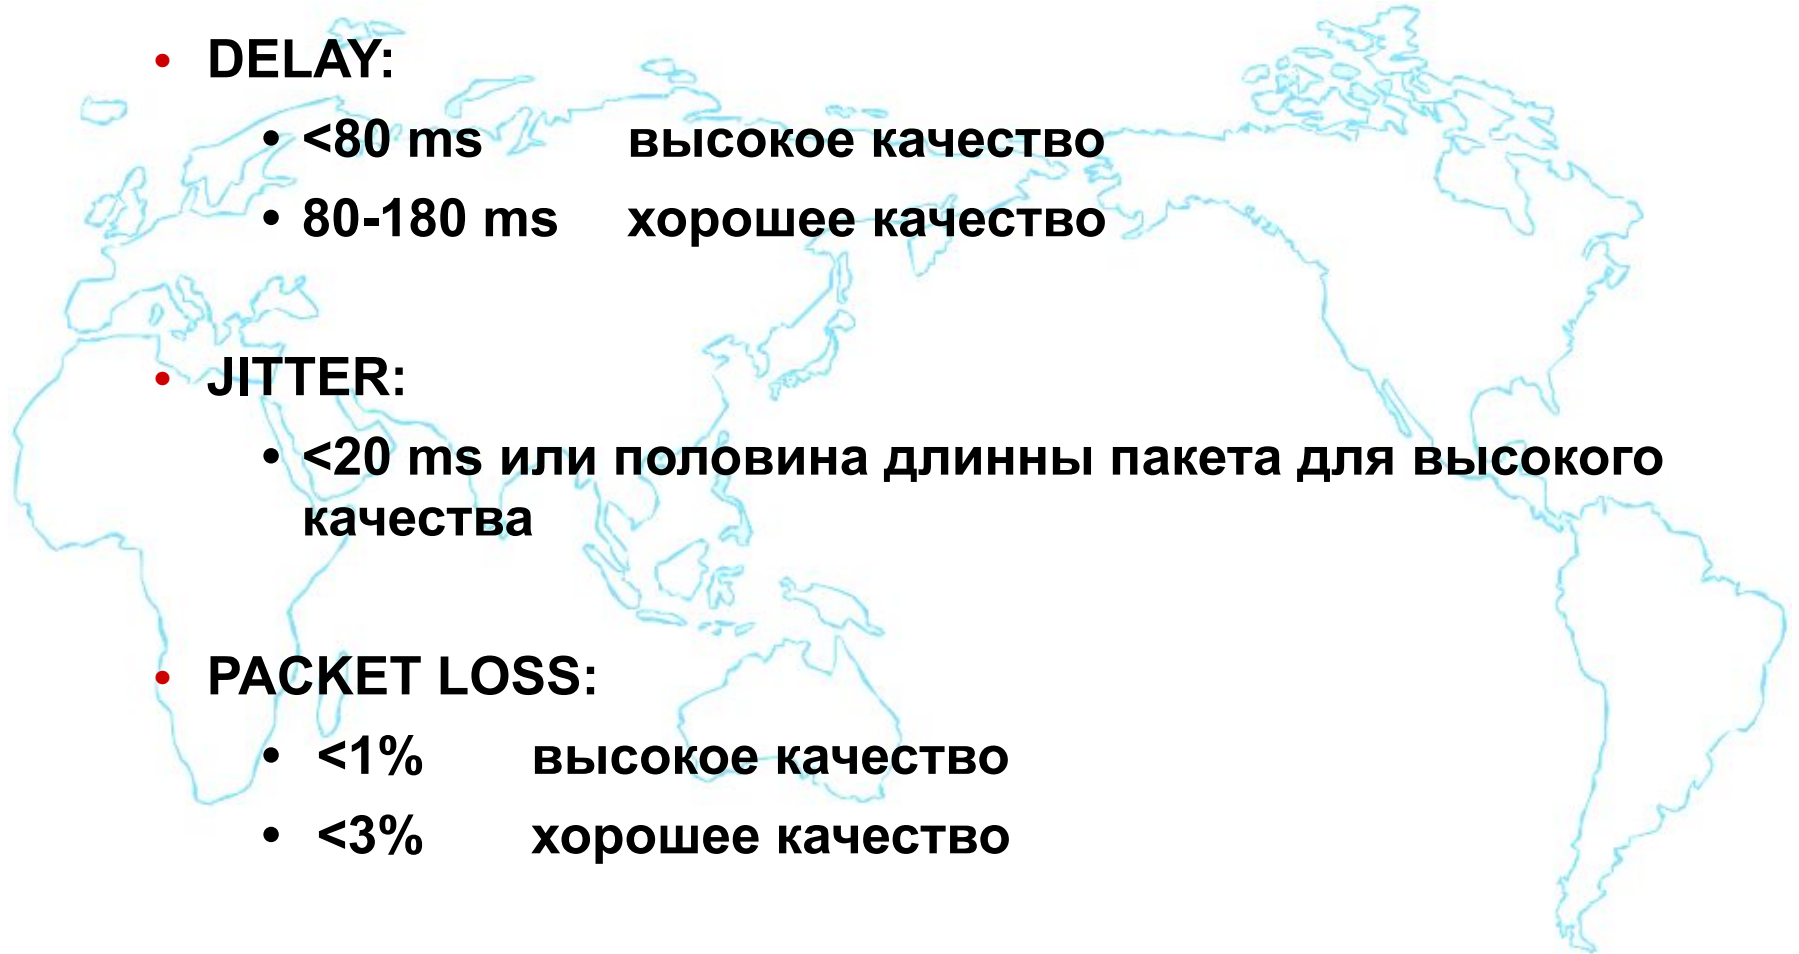 • DELAY:
• <80 ms высокое качество
• 80-180 ms хорошее качество
• JITTER:
• <20 ms или половина длинны пакета для высокого
качества
• PACKET LOSS:
• <1% высокое качество
• <3% хорошее качество